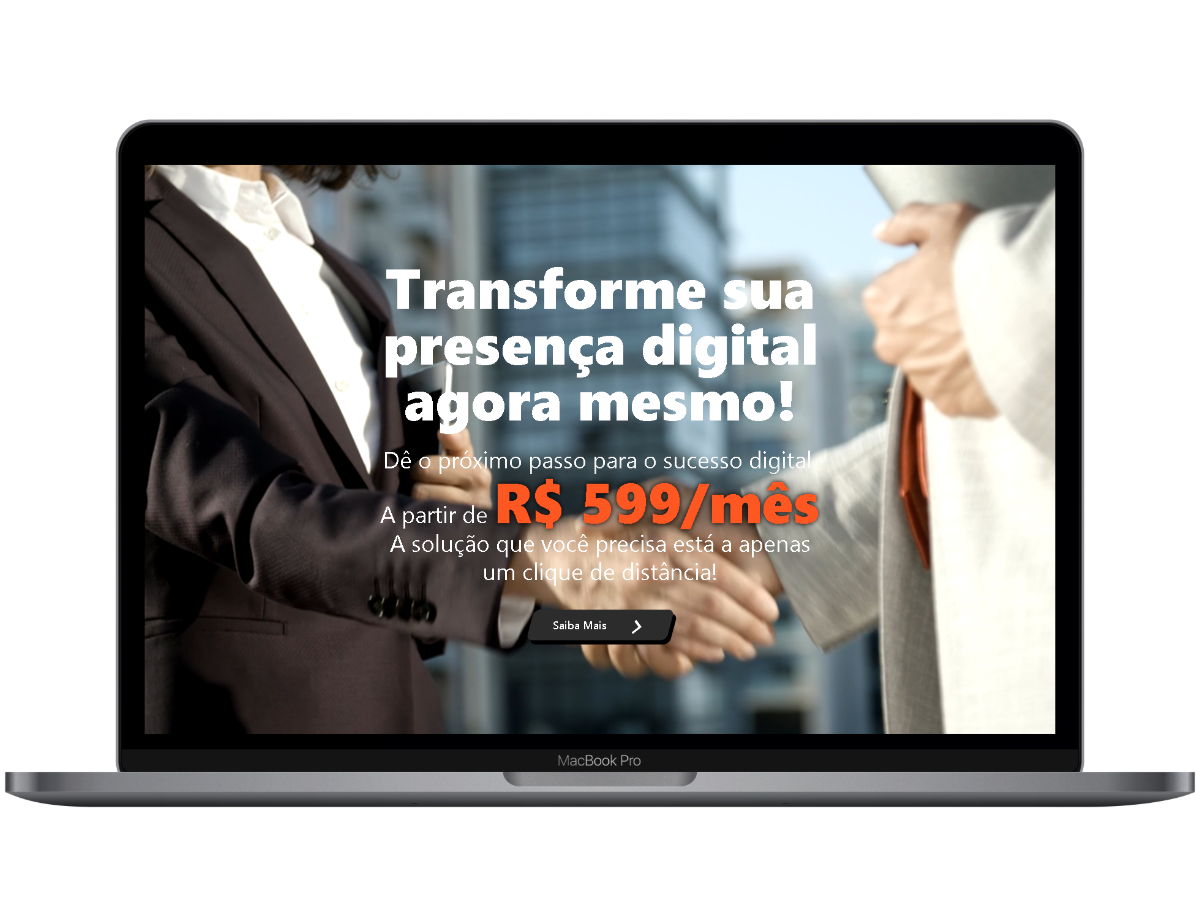 Transforme sua
presença digital
agora mesmo!
Dê o próximo passo para o sucesso digital.
A partir de R$ 599/mês
A solução que você precisa está a apenas
um clique de distância!
Saiba Mais
MacBook Pro